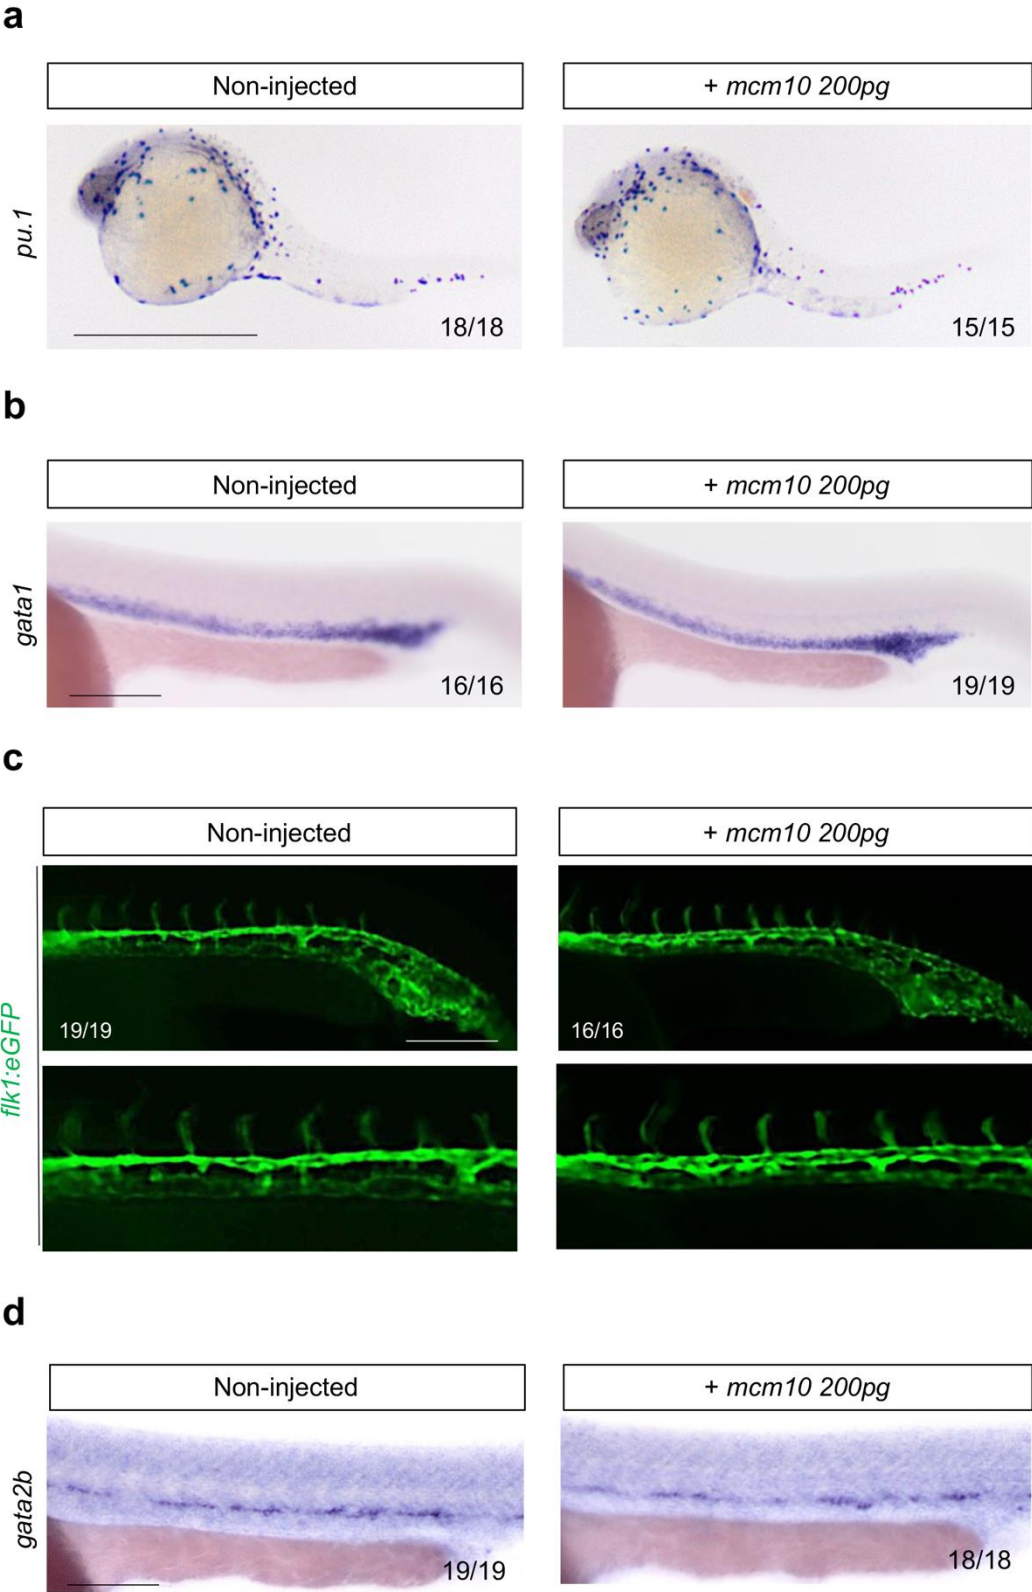 a
Non-injected
+ mcm10 200pg
pu.1
18/18
15/15
b
Non-injected
+ mcm10 200pg
gata1
16/16
19/19
c
Non-injected
+ mcm10 200pg
flk1:eGFP
19/19
16/16
d
Non-injected
+ mcm10 200pg
gata2b
19/19
18/18